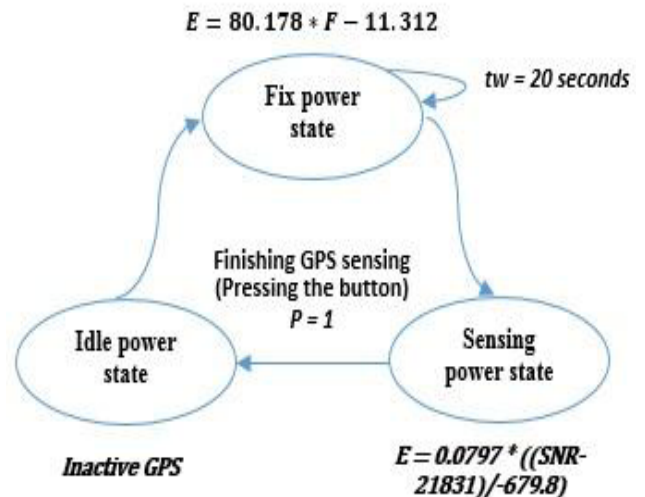 E = 80.178 * F − 11.312
Fix power
state
tw = 20 seconds
Finishing GPS sensing
(Pressing the button)
P = 1
Idle power
state
Sensing
power state
Inactive GPS
E = 0.0797 * ((SNR-
21831)/-679.8)